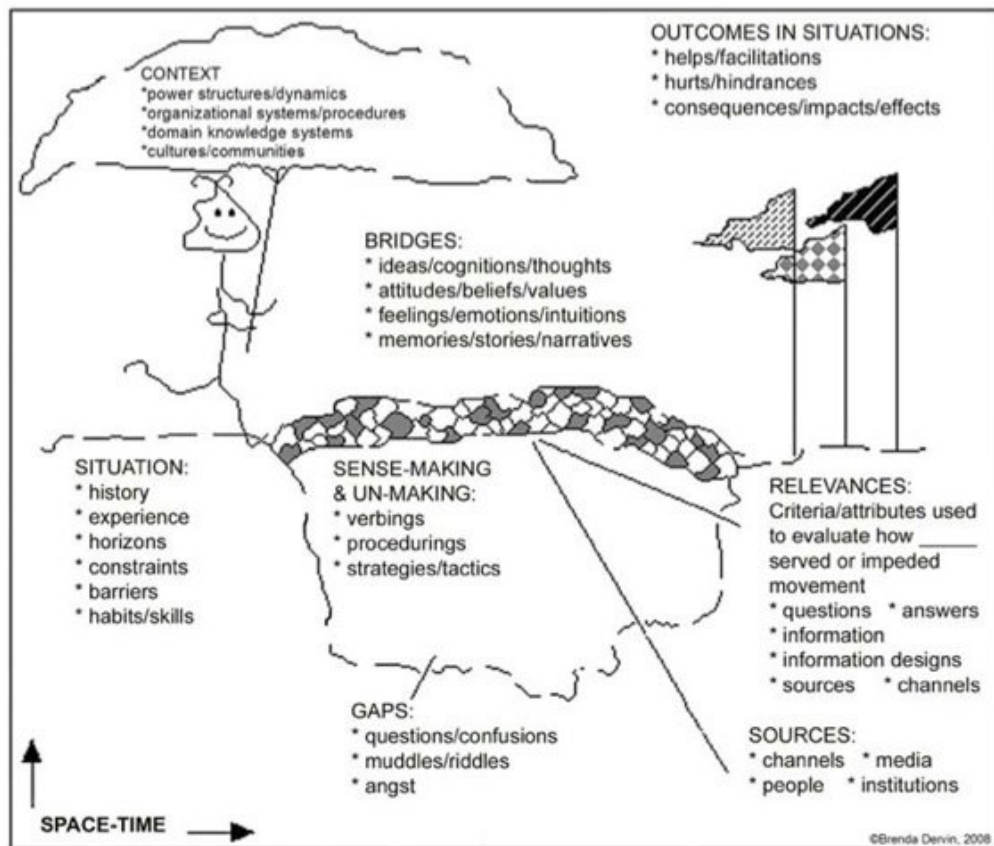 CONTEXT
*power structures/dynamics
*organizational systems/procedures
*domain knowledge systems
*cultures/communities
OUTCOMES IN SITUATIONS:
* helps/facilitations
* hurts/hindrances
* consequences/impacts/effects
BRIDGES:
* ideas/cognitions/thoughts
* attitudes/beliefs/values
* feelings/emotions/intuitions
* memories/stories/narratives
SITUATION:
* history
* experience
* horizons
* constraints
* barriers
* habits/skills
SENSE-MAKING
& UN-MAKING:
* verbings
* procedurings
* strategies/tactics
RELEVANCES:
Criteria/attributes used
to evaluate how _____
served or impeded
movement
* questions * answers
* information
* information designs
* sources * channels
GAPS:
* questions/confusions
* muddles/riddles
* angst
SOURCES:
* channels * media
* people * institutions
SPACE-TIME
©Brenda Dervin, 2008